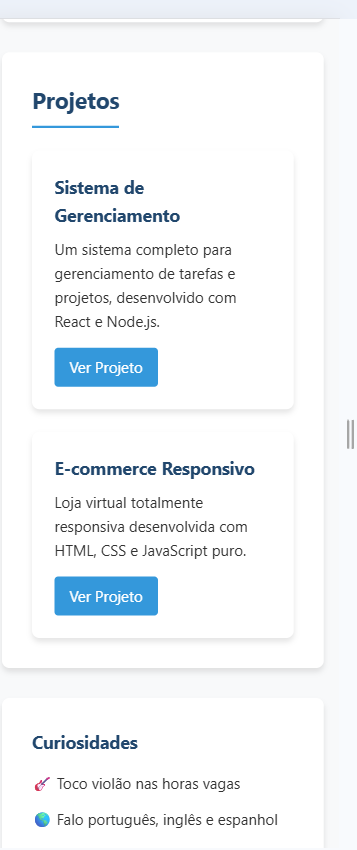 Projetos
Sistema de
Gerenciamento
Um sistema completo para
gerenciamento de tarefas e
projetos, desenvolvido com
React e Node.js.
Ver Projeto
E-commerce Responsivo
Loja virtual totalmente
responsiva desenvolvida com
HTML, CSS e JavaScript puro.
Ver Projeto
Curiosidades
🎸 Toco violão nas horas vagas
🌎 Falo português, inglês e espanhol